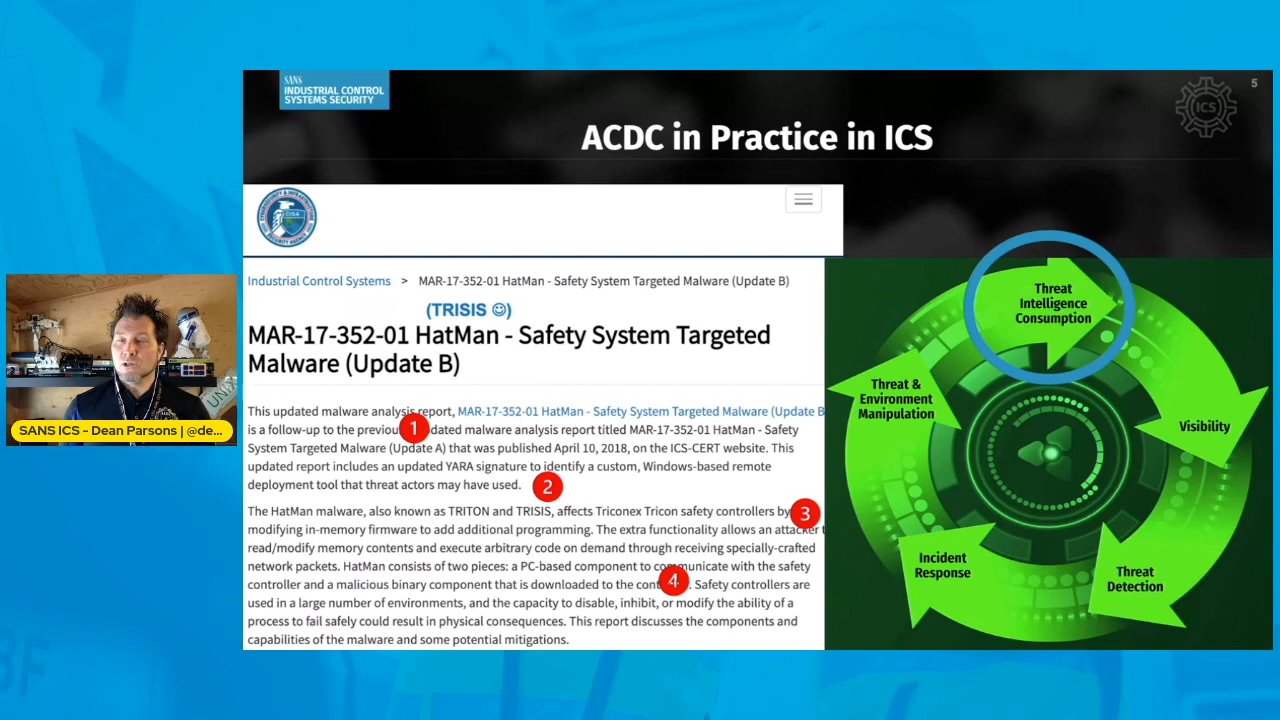 SANS
INDUSTRIAL CONTROL
SYSTEMS SECURITY
ICS
5
ACDC in Practice in ICS
CYBERSECURITY & INFRASTRUCTURE
SECURITY AGENCY
CISA
Industrial Control Systems > MAR-17-352-01 HatMan - Safety System Targeted Malware (Update B)
(TRISIS ☺)
MAR-17-352-01 HatMan - Safety System Targeted
Malware (Update B)
This updated malware analysis report, MAR-17-352-01 HatMan - Safety System Targeted Malware (Update B
is a follow-up to the previou 1 dated malware analysis report titled MAR-17-352-01 HatMan - Safety
System Targeted Malware (Update A) that was published April 10, 2018, on the ICS-CERT website. This
updated report includes an updated YARA signature to identify a custom, Windows-based remote
deployment tool that threat actors may have used. 2
The HatMan malware, also known as TRITON and TRISIS, affects Triconex Tricon safety controllers by 3
modifying in-memory firmware to add additional programming. The extra functionality allows an attacker t
read/modify memory contents and execute arbitrary code on demand through receiving specially-crafted
network packets. HatMan consists of two pieces: a PC-based component to communicate with the safety
controller and a malicious binary component that is downloaded to the cont 4 . Safety controllers are
used in a large number of environments, and the capacity to disable, inhibit, or modify the ability of a
process to fail safely could result in physical consequences. This report discusses the components and
capabilities of the malware and some potential mitigations.
Threat
Intelligence
Consumption
Visibility
Threat
Detection
Incident
Response
Threat &
Environment
Manipulation
UNIX
SANS ICS - Dean Parsons | @de...
3F